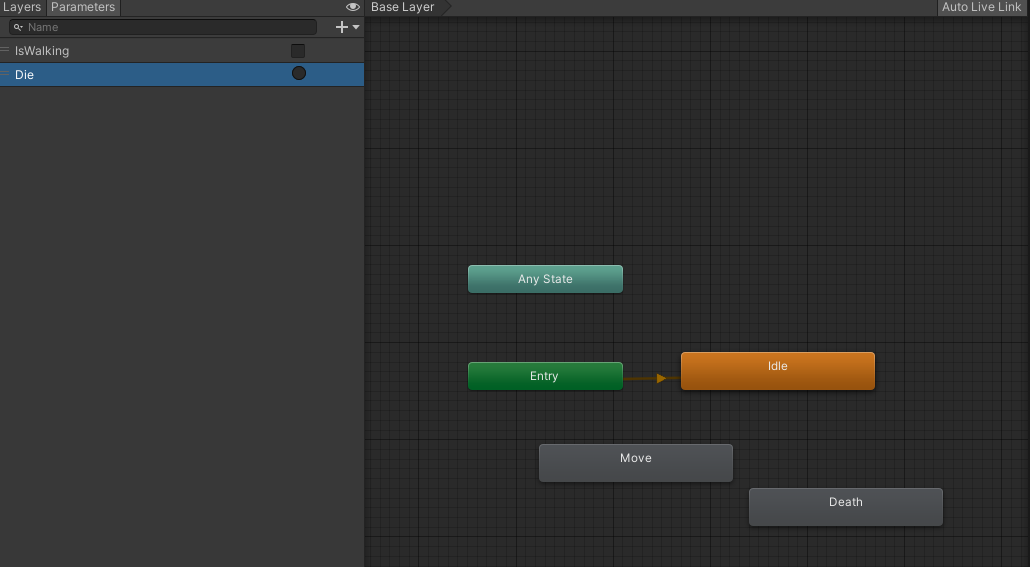 Layers Parameters
Base Layer
Auto Live Link
Name
IsWalking
Die
Any State
Entry
Idle
Move
Death